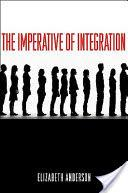 THE IMPERATIVE OF INTEGRATION
ELIZABETH ANDERSON